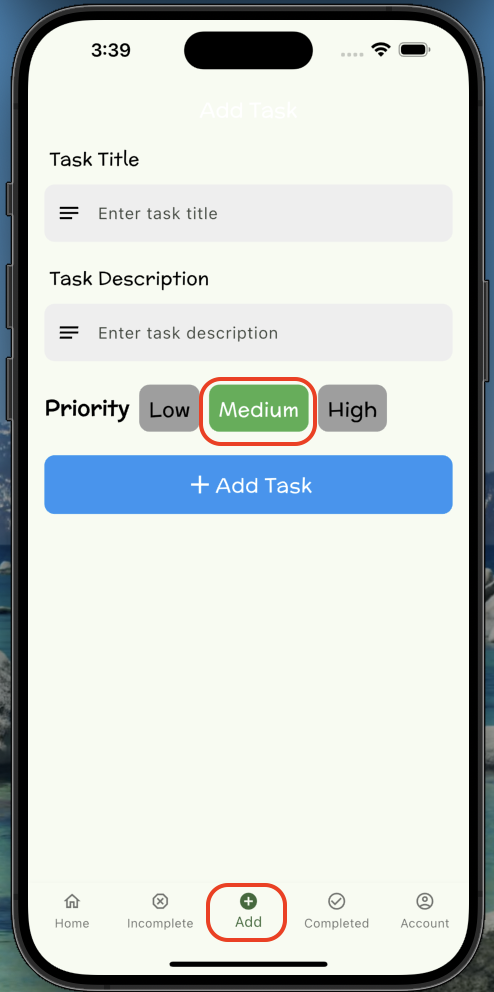 3:39
Add Task
Task Title
Enter task title
Task Description
Enter task description
Priority Low Medium High
+ Add Task
Home Incomplete Add Completed Account